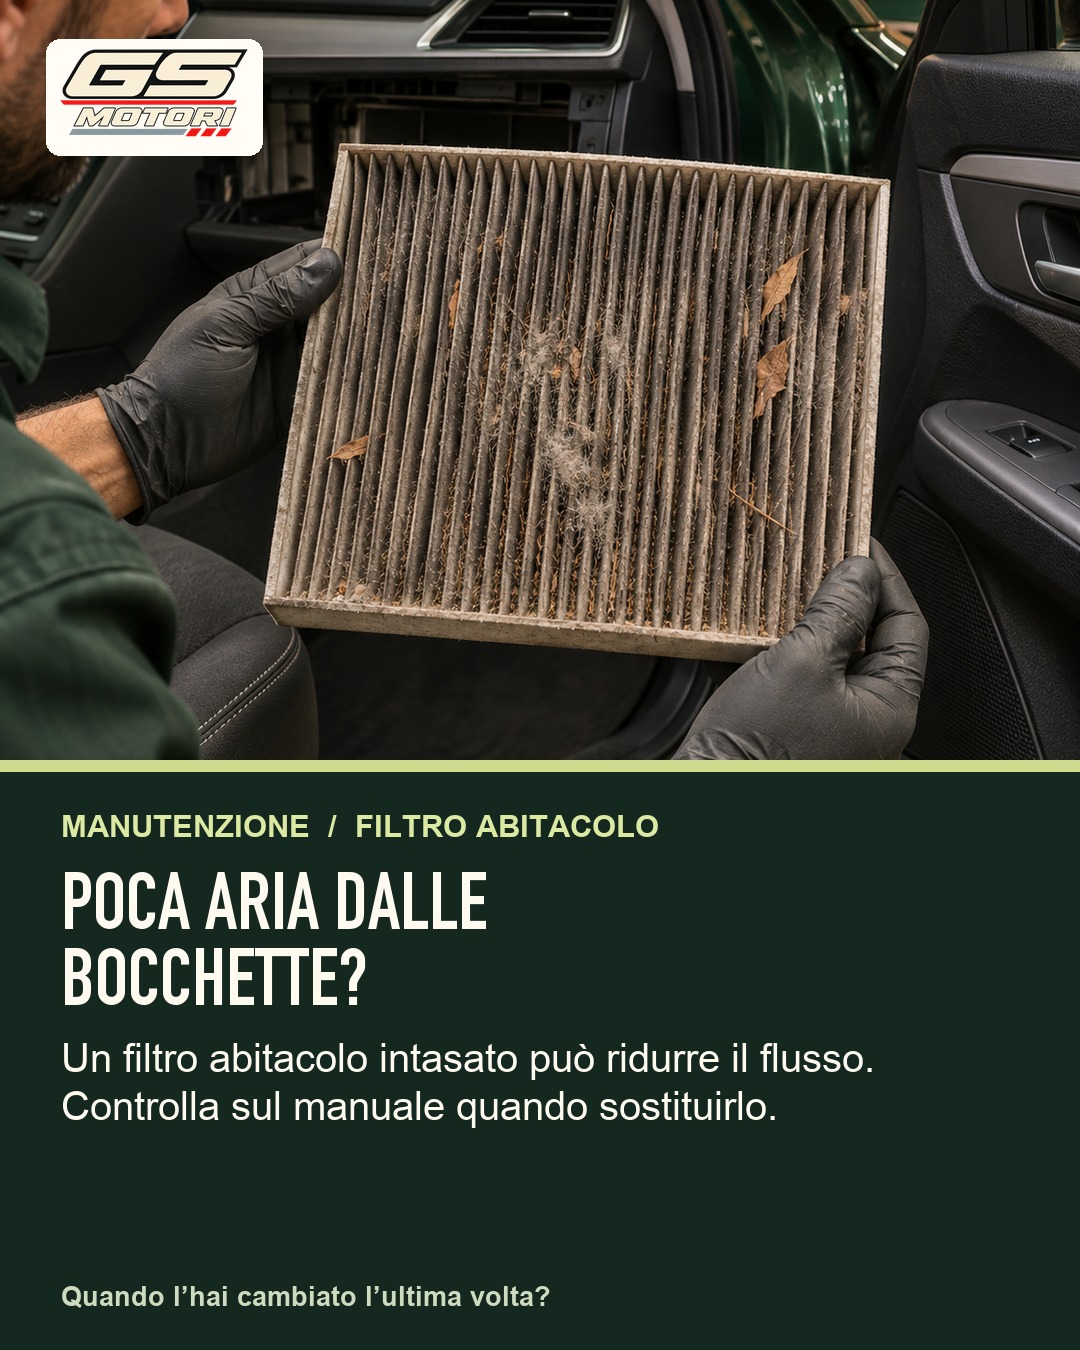 GS
MOTORI
MANUTENZIONE / FILTRO ABITACOLO
POCA ARIA DALLE
BOCCHETTE?
Un filtro abitacolo intasato può ridurre il flusso.
Controlla sul manuale quando sostituirlo.
Quando l’hai cambiato l’ultima volta?